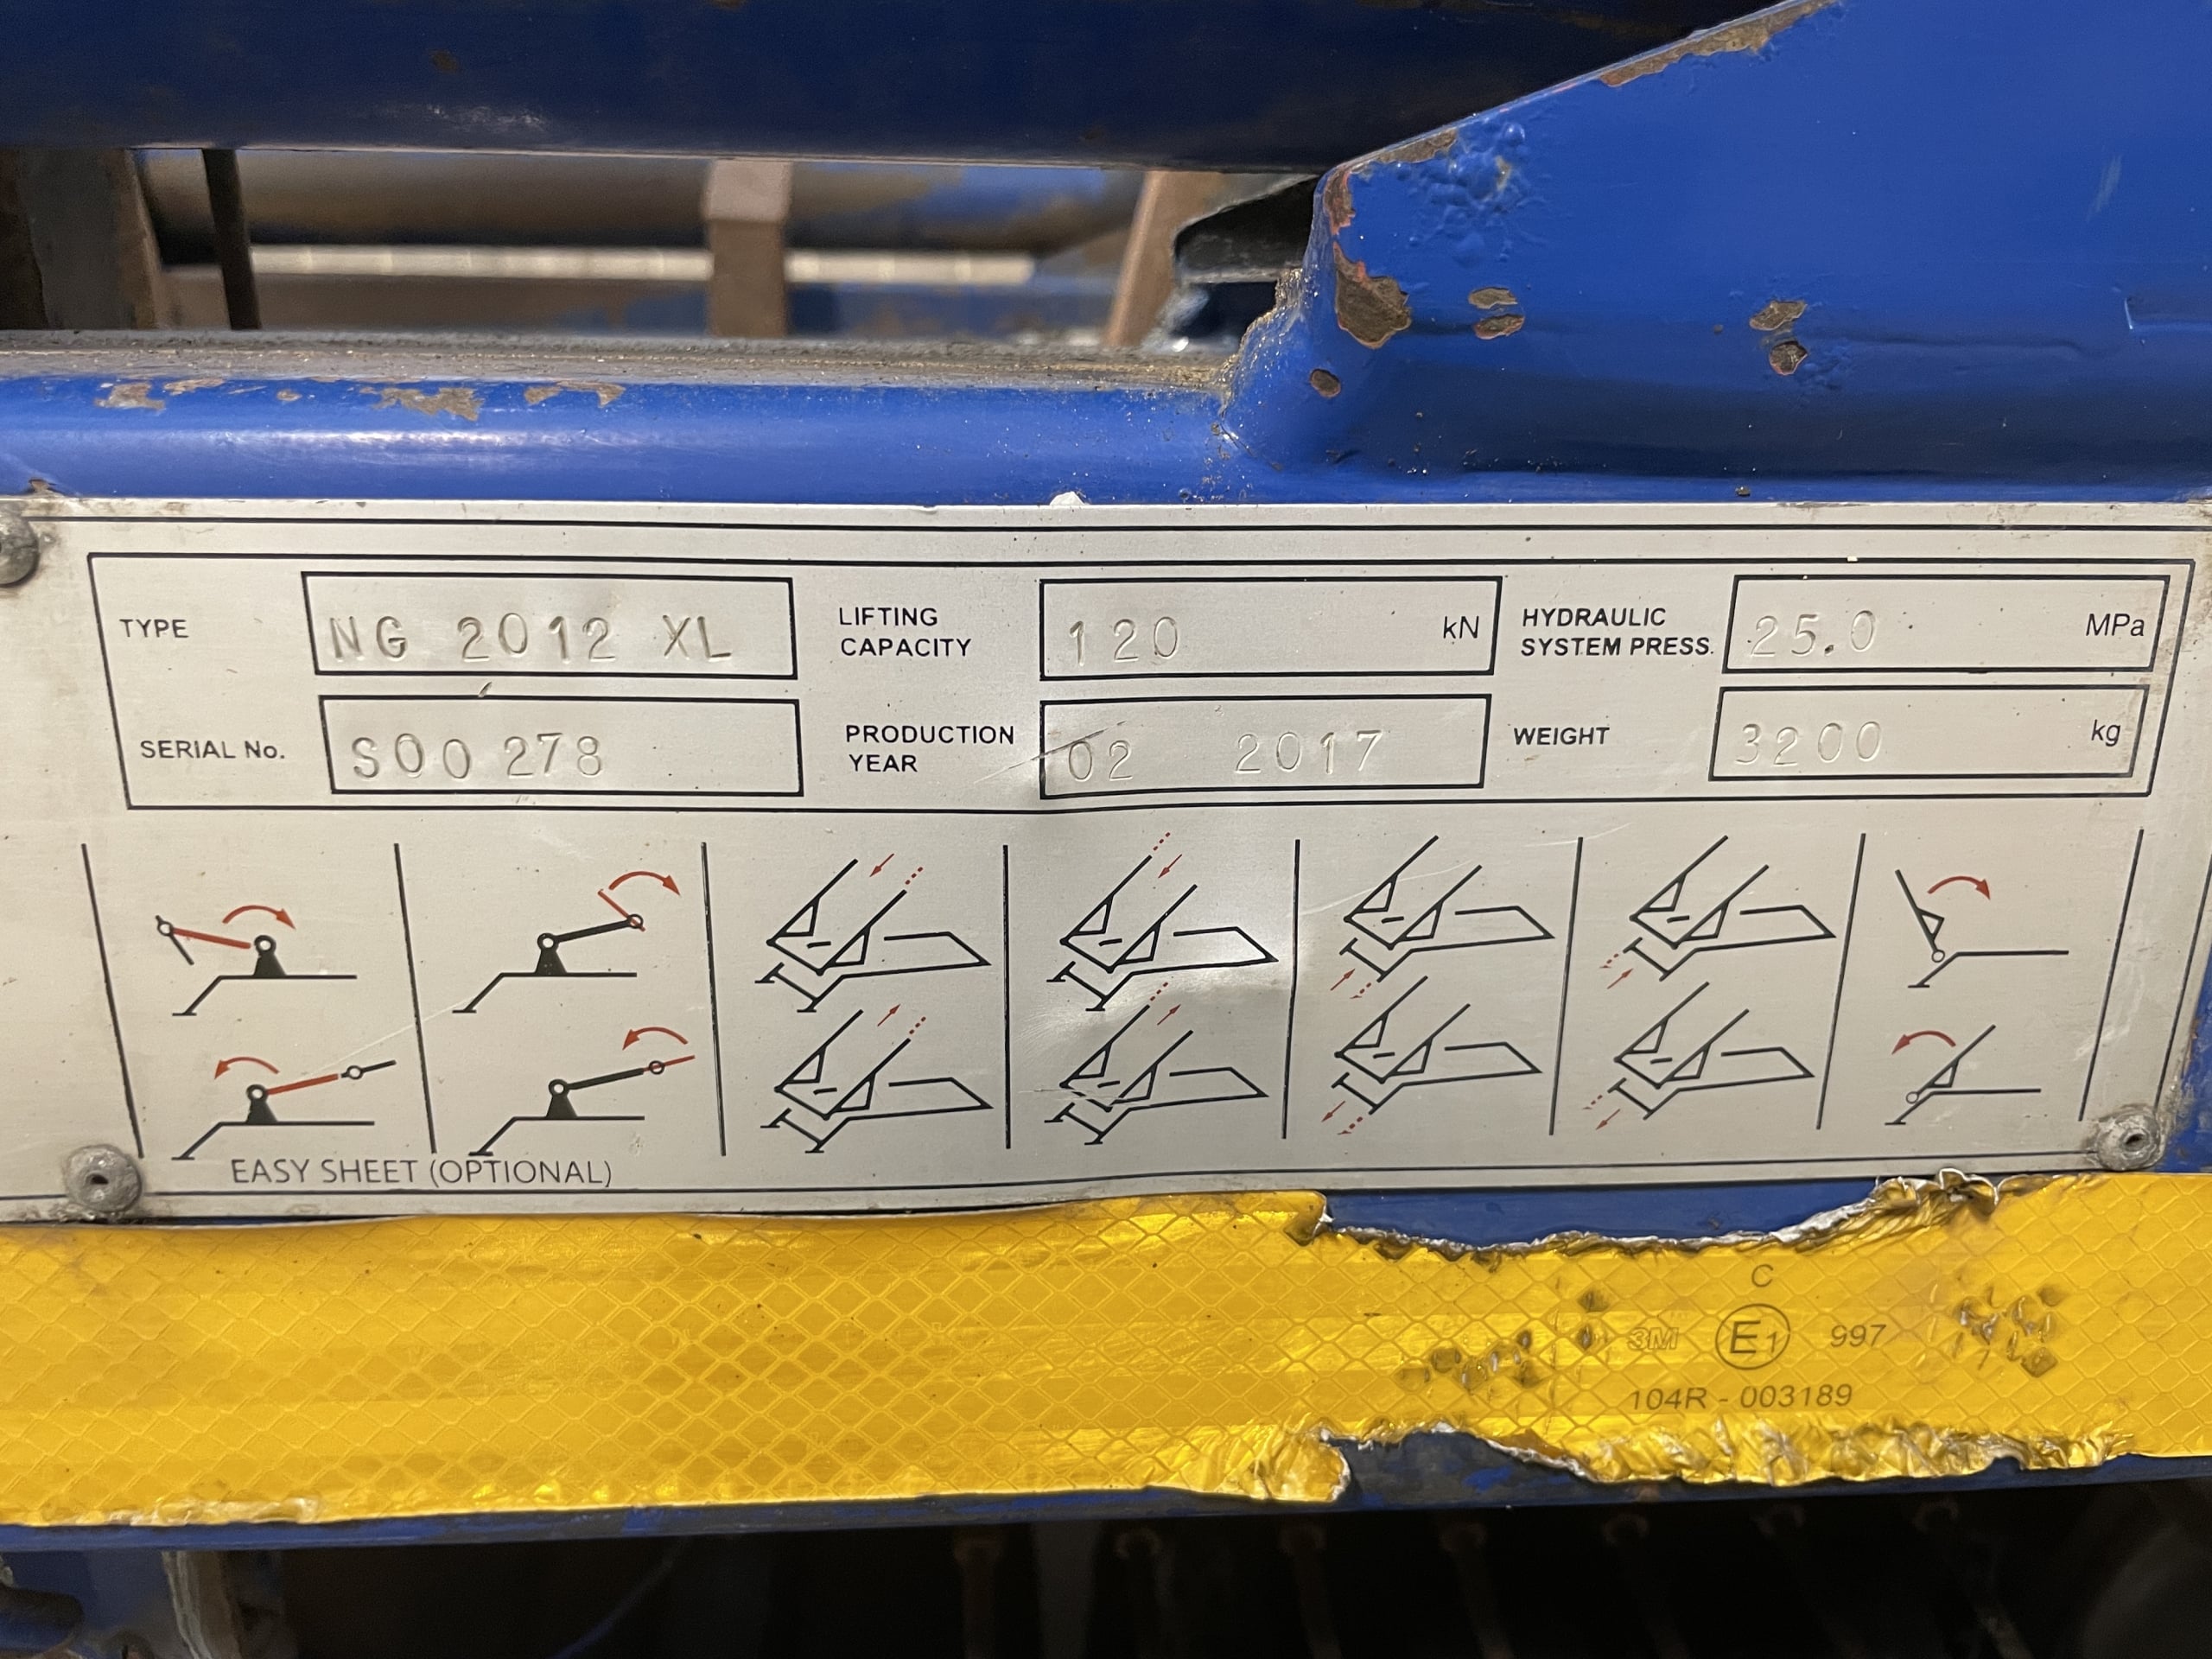 TYPE NG 2012 XL LIFTING CAPACITY 120 kN HYDRAULIC SYSTEM PRESS. 25.0 MPa
SERIAL No. S00 278 PRODUCTION YEAR 02 2017 WEIGHT 3200 kg
EASY SHEET (OPTIONAL)
C
3M E1 997
104R - 003189